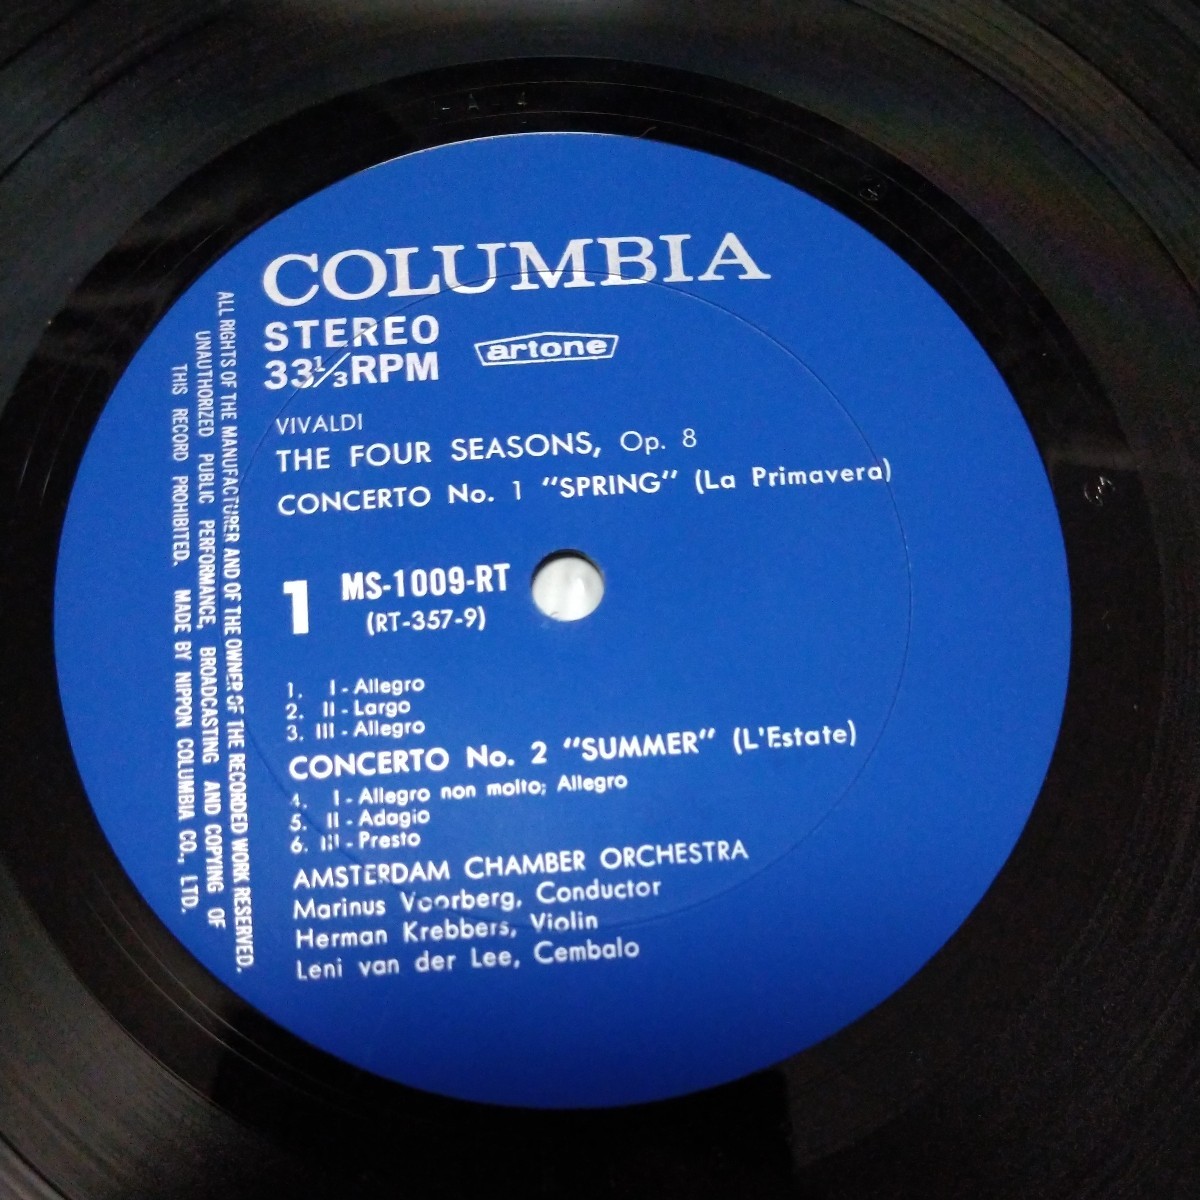 COLUMBIA
STEREO
33⅓RPM
artone
VIVALDI
THE FOUR SEASONS, Op. 8
CONCERTO No. 1 "SPRING" (La Primavera)
1
MS-1009-RT
(RT-357-9)
1. I - Allegro
2. II - Largo
3. III - Allegro
CONCERTO No. 2 "SUMMER" (L'Estate)
4. I - Allegro non molto; Allegro
5. II - Adagio
6. III - Presto
AMSTERDAM CHAMBER ORCHESTRA
Marinus Voorberg, Conductor
Herman Krebbers, Violin
Leni van der Lee, Cembalo
ALL RIGHTS OF THE MANUFACTURER AND OF THE OWNER OF THE RECORDED WORK RESERVED.
UNAUTHORIZED PUBLIC PERFORMANCE, BROADCASTING AND COPYING OF
THIS RECORD PROHIBITED. MADE BY NIPPON COLUMBIA CO., LTD.